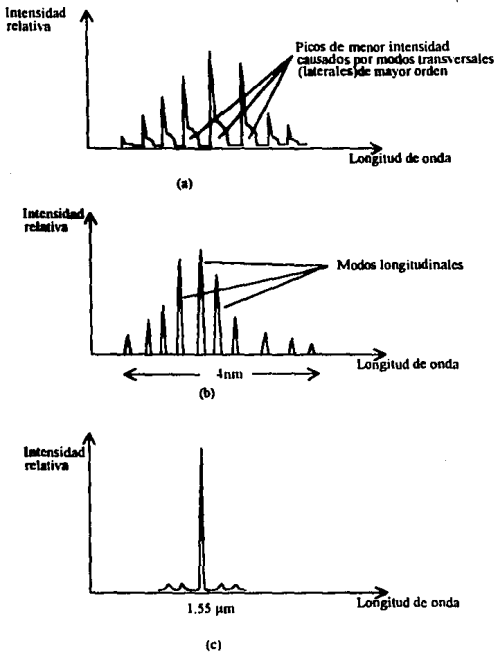 Intensidad
relativa
Picos de menor intensidad
causados por modos transversales
(laterales)de mayor orden
Longitud de onda
(a)
Intensidad
relativa
Modos longitudinales
Longitud de onda
4nm
(b)
Intensidad
relativa
1.55 µm
Longitud de onda
(c)